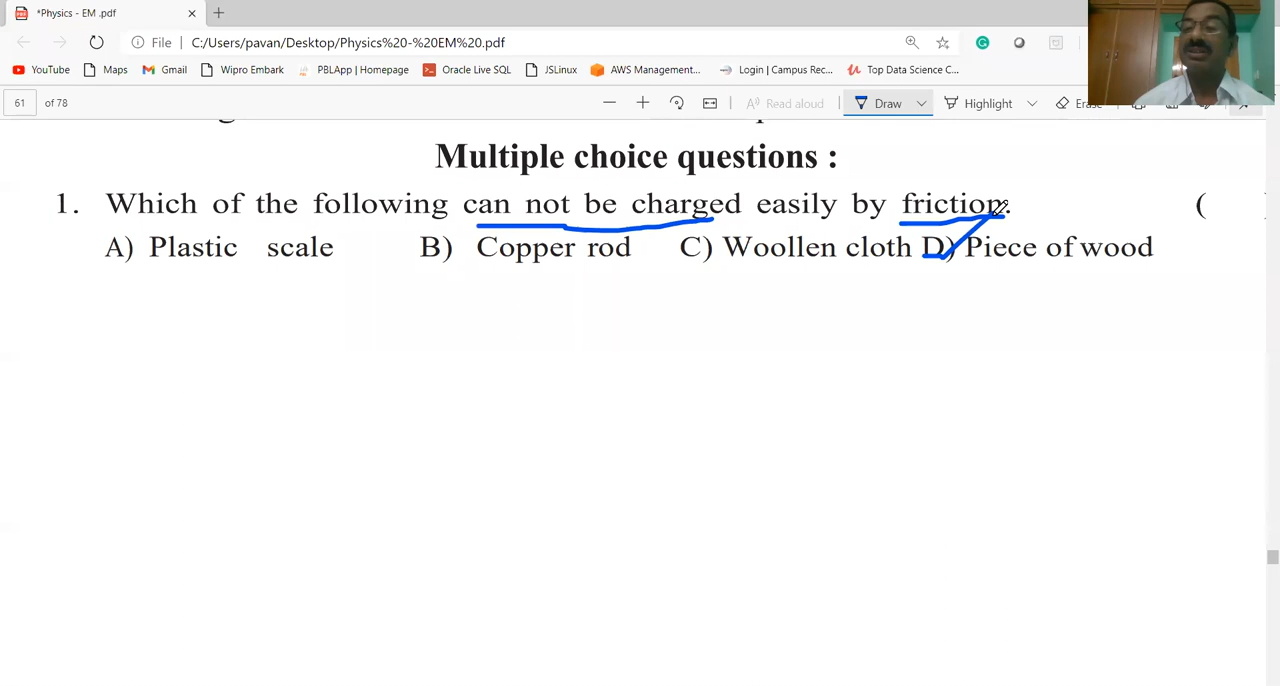 *Physics - EM .pdf
File | C:/Users/pavan/Desktop/Physics%20-%20EM%20.pdf
YouTube Maps Gmail Wipro Embark PBLApp | Homepage Oracle Live SQL JSLinux AWS Management... Login | Campus Rec... Top Data Science C...
61 of 78 Read aloud Draw Highlight
Multiple choice questions :
1. Which of the following can not be charged easily by friction. (
A) Plastic scale B) Copper rod C) Woollen cloth D) Piece of wood